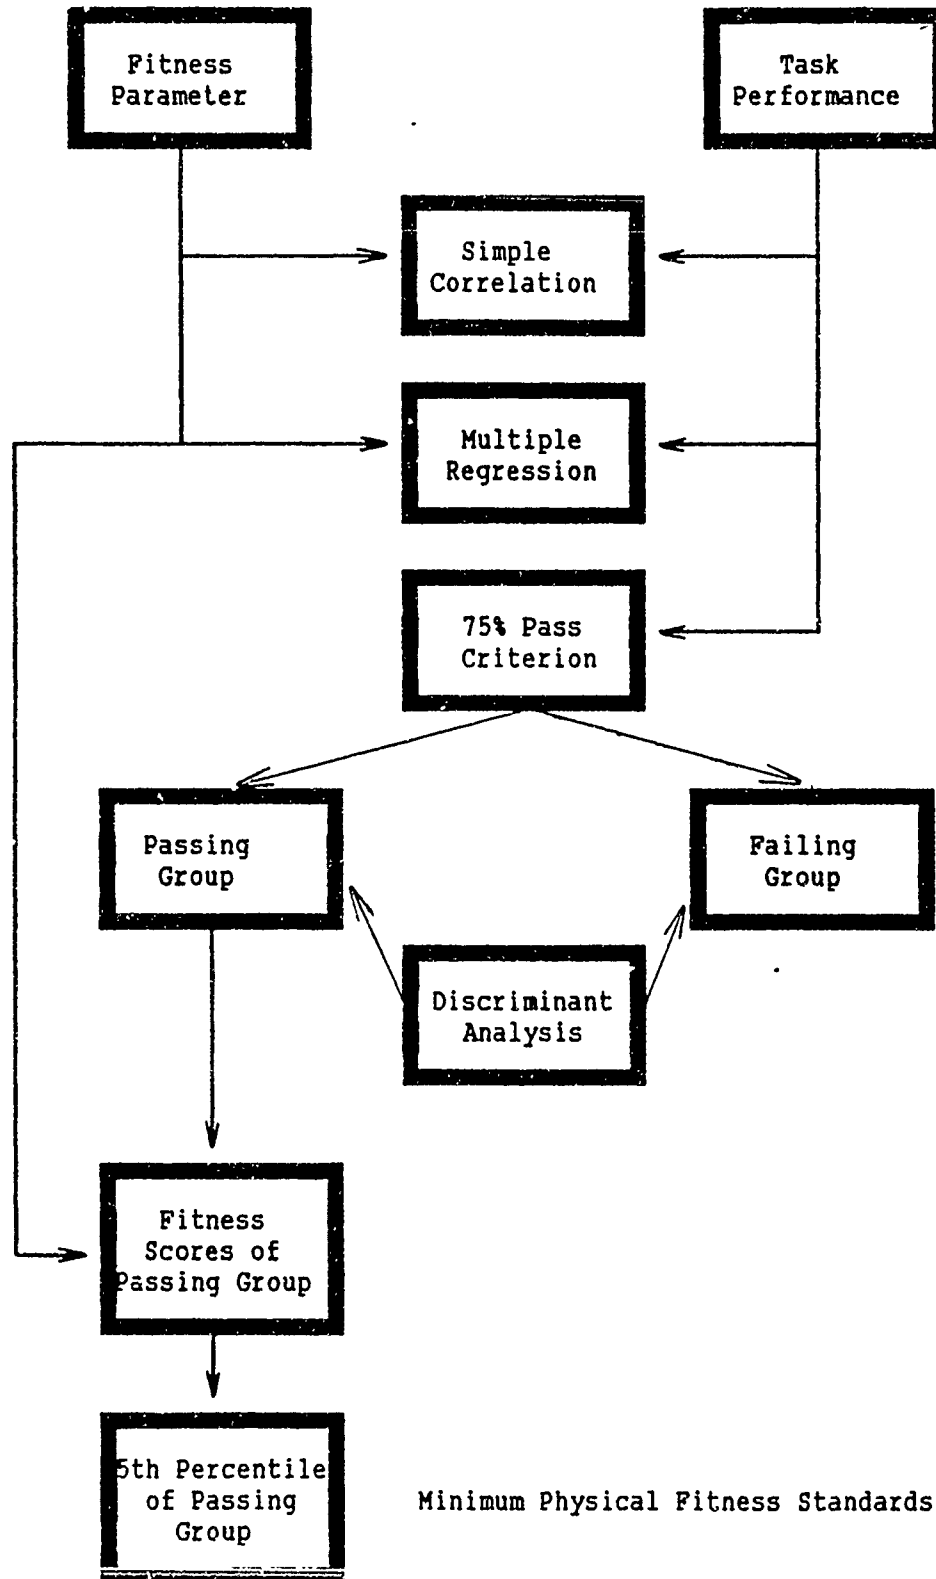 Fitness
Parameter
Task
Performance
Simple
Correlation
Multiple
Regression
75% Pass
Criterion
Passing
Group
Failing
Group
Discriminant
Analysis
Fitness
Scores of
Passing Group
5th Percentile
of Passing
Group
Minimum Physical Fitness Standards